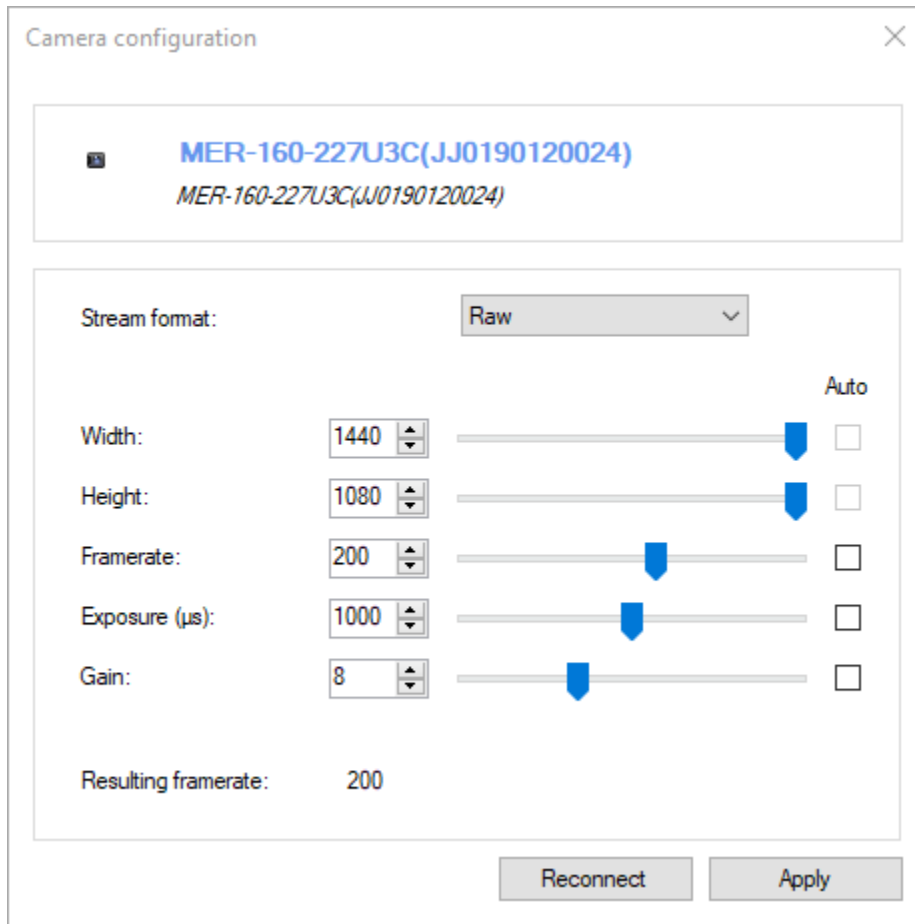 Camera configuration
MER-160-227U3C(JJ0190120024)
MER-160-227U3C(JJ0190120024)
Stream format: Raw
Auto
Width: 1440
Height: 1080
Framerate: 200
Exposure (µs): 1000
Gain: 8
Resulting framerate: 200
Reconnect Apply